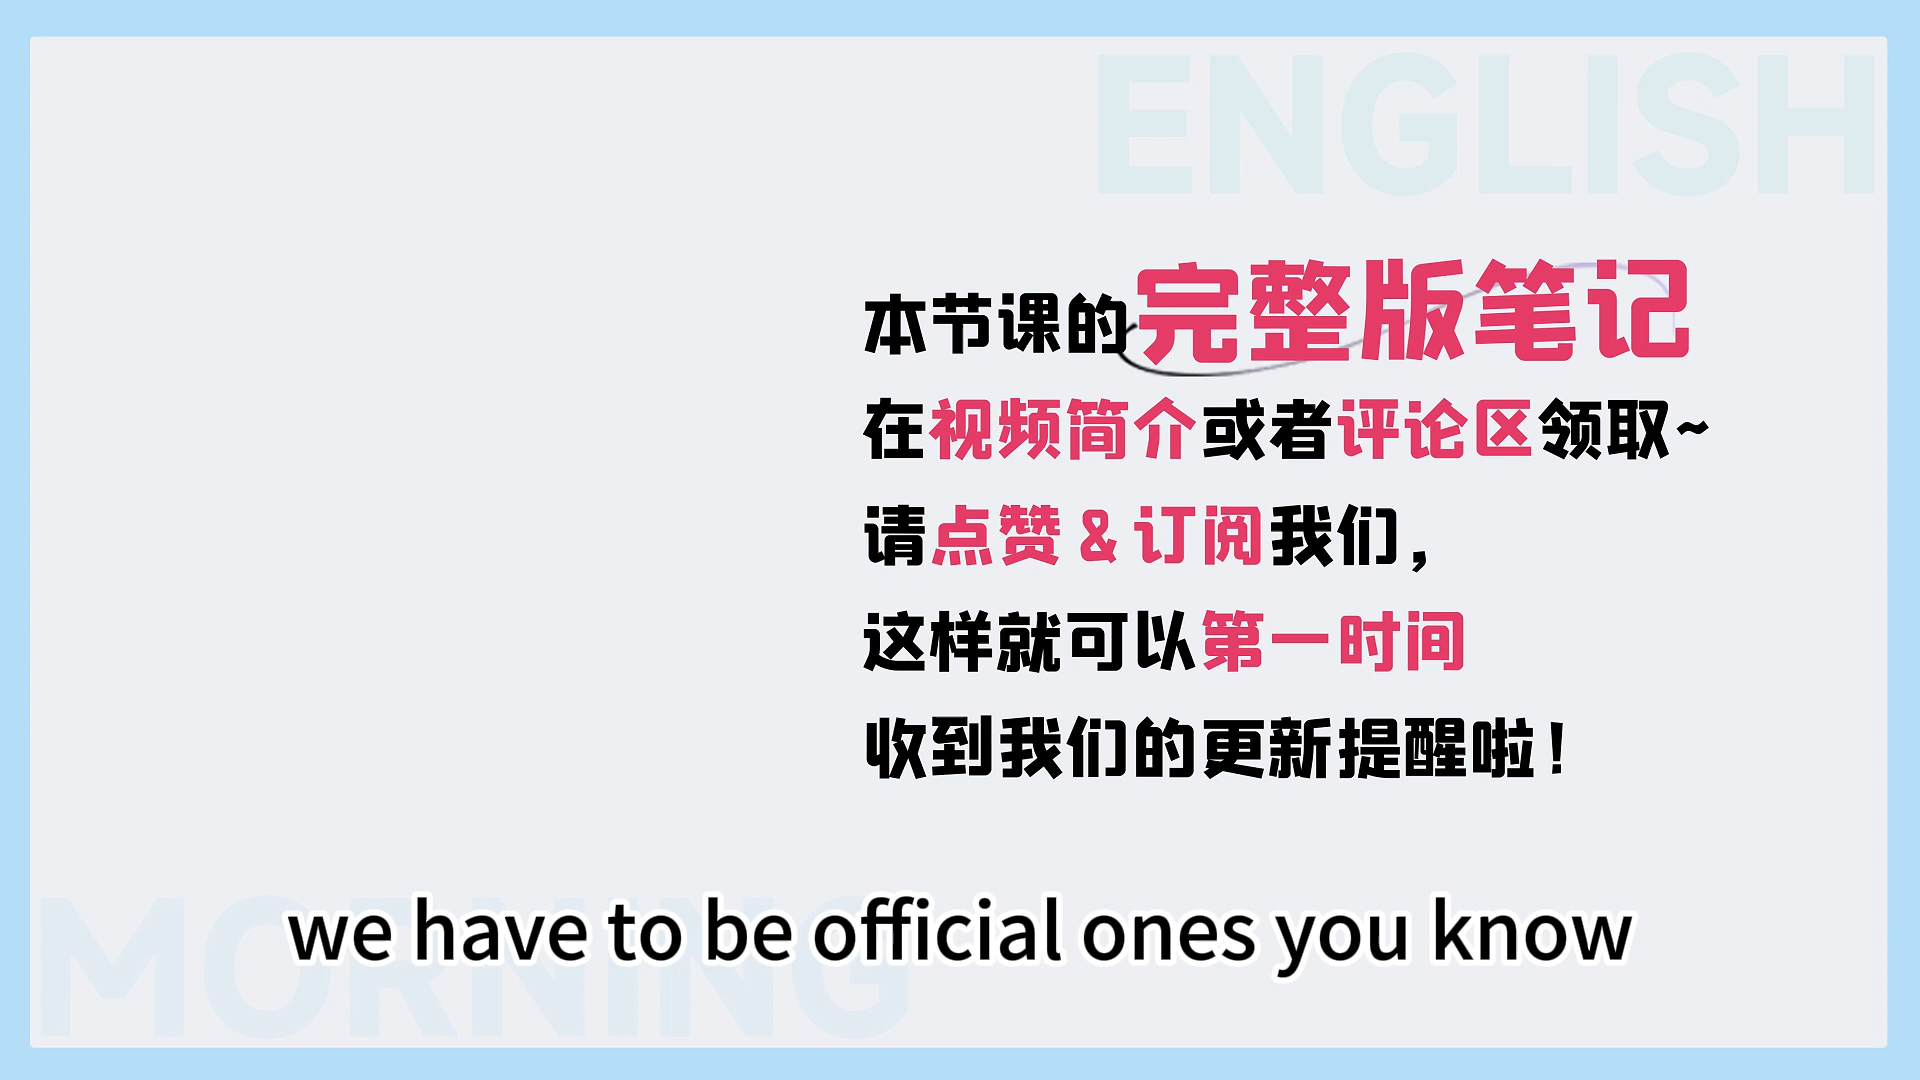 ENGLISH
本节课的完整版笔记
在视频简介或者评论区领取~
请点赞&订阅我们，
这样就可以第一时间
收到我们的更新提醒啦！
MORNING
we have to be official ones you know